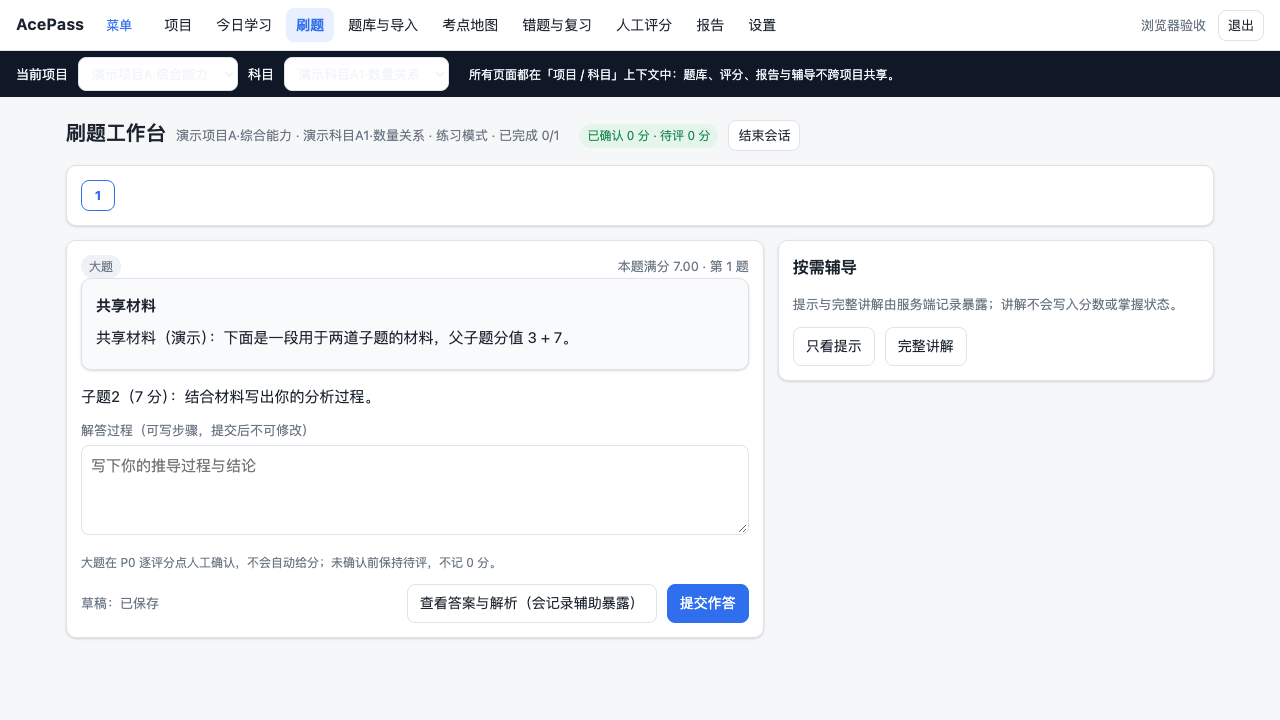 AcePass 菜单 项目 今日学习 刷题 题库与导入 考点地图 错题与复习 人工评分 报告 设置 浏览器验收 退出
当前项目 演示项目A·综合能力 科目 演示科目A1·数量关系 所有页面都在「项目 / 科目」上下文中：题库、评分、报告与辅导不跨项目共享。
刷题工作台 演示项目A·综合能力 · 演示科目A1·数量关系 · 练习模式 · 已完成 0/1 已确认 0 分 · 待评 0 分 结束会话
1
大题 本题满分 7.00 · 第 1 题
共享材料
共享材料（演示）：下面是一段用于两道子题的材料，父子题分值 3 + 7。
子题2（7 分）：结合材料写出你的分析过程。
解答过程（可写步骤，提交后不可修改）
写下你的推导过程与结论
大题在 P0 逐评分点人工确认，不会自动给分；未确认前保持待评，不记 0 分。
草稿：已保存 查看答案与解析（会记录辅助暴露） 提交作答
按需辅导
提示与完整讲解由服务端记录暴露；讲解不会写入分数或掌握状态。
只看提示 完整讲解